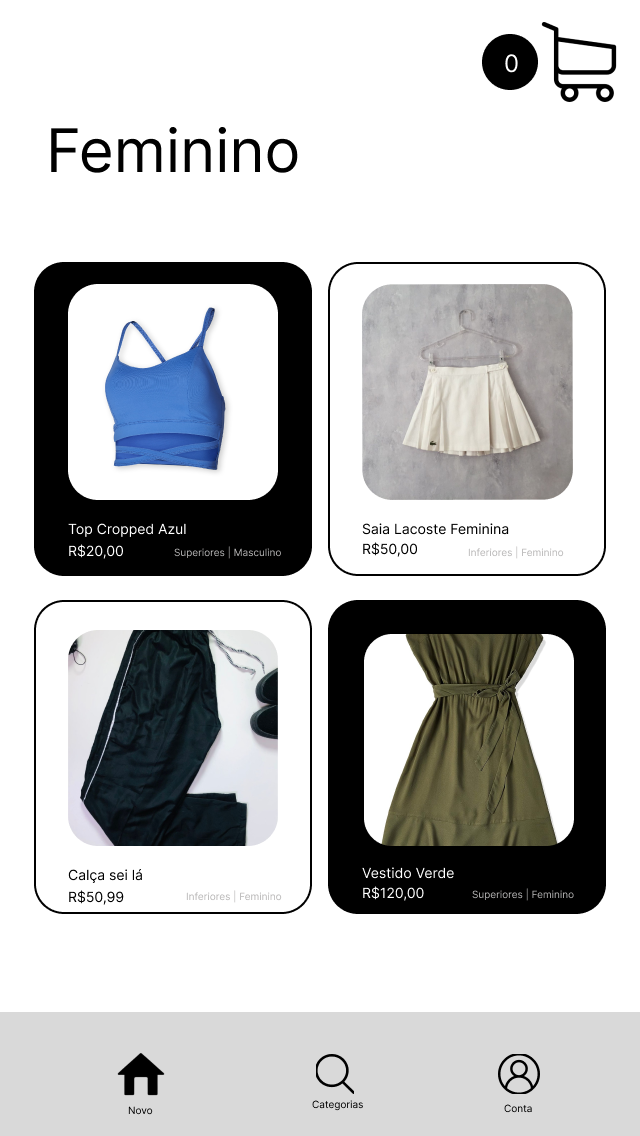 0
Feminino
Top Cropped Azul
R$20,00
Superiores | Masculino
Saia Lacoste Feminina
R$50,00
Inferiores | Feminino
Calça sei lá
R$50,99
Inferiores | Feminino
Vestido Verde
R$120,00
Superiores | Feminino
Novo
Categorias
Conta